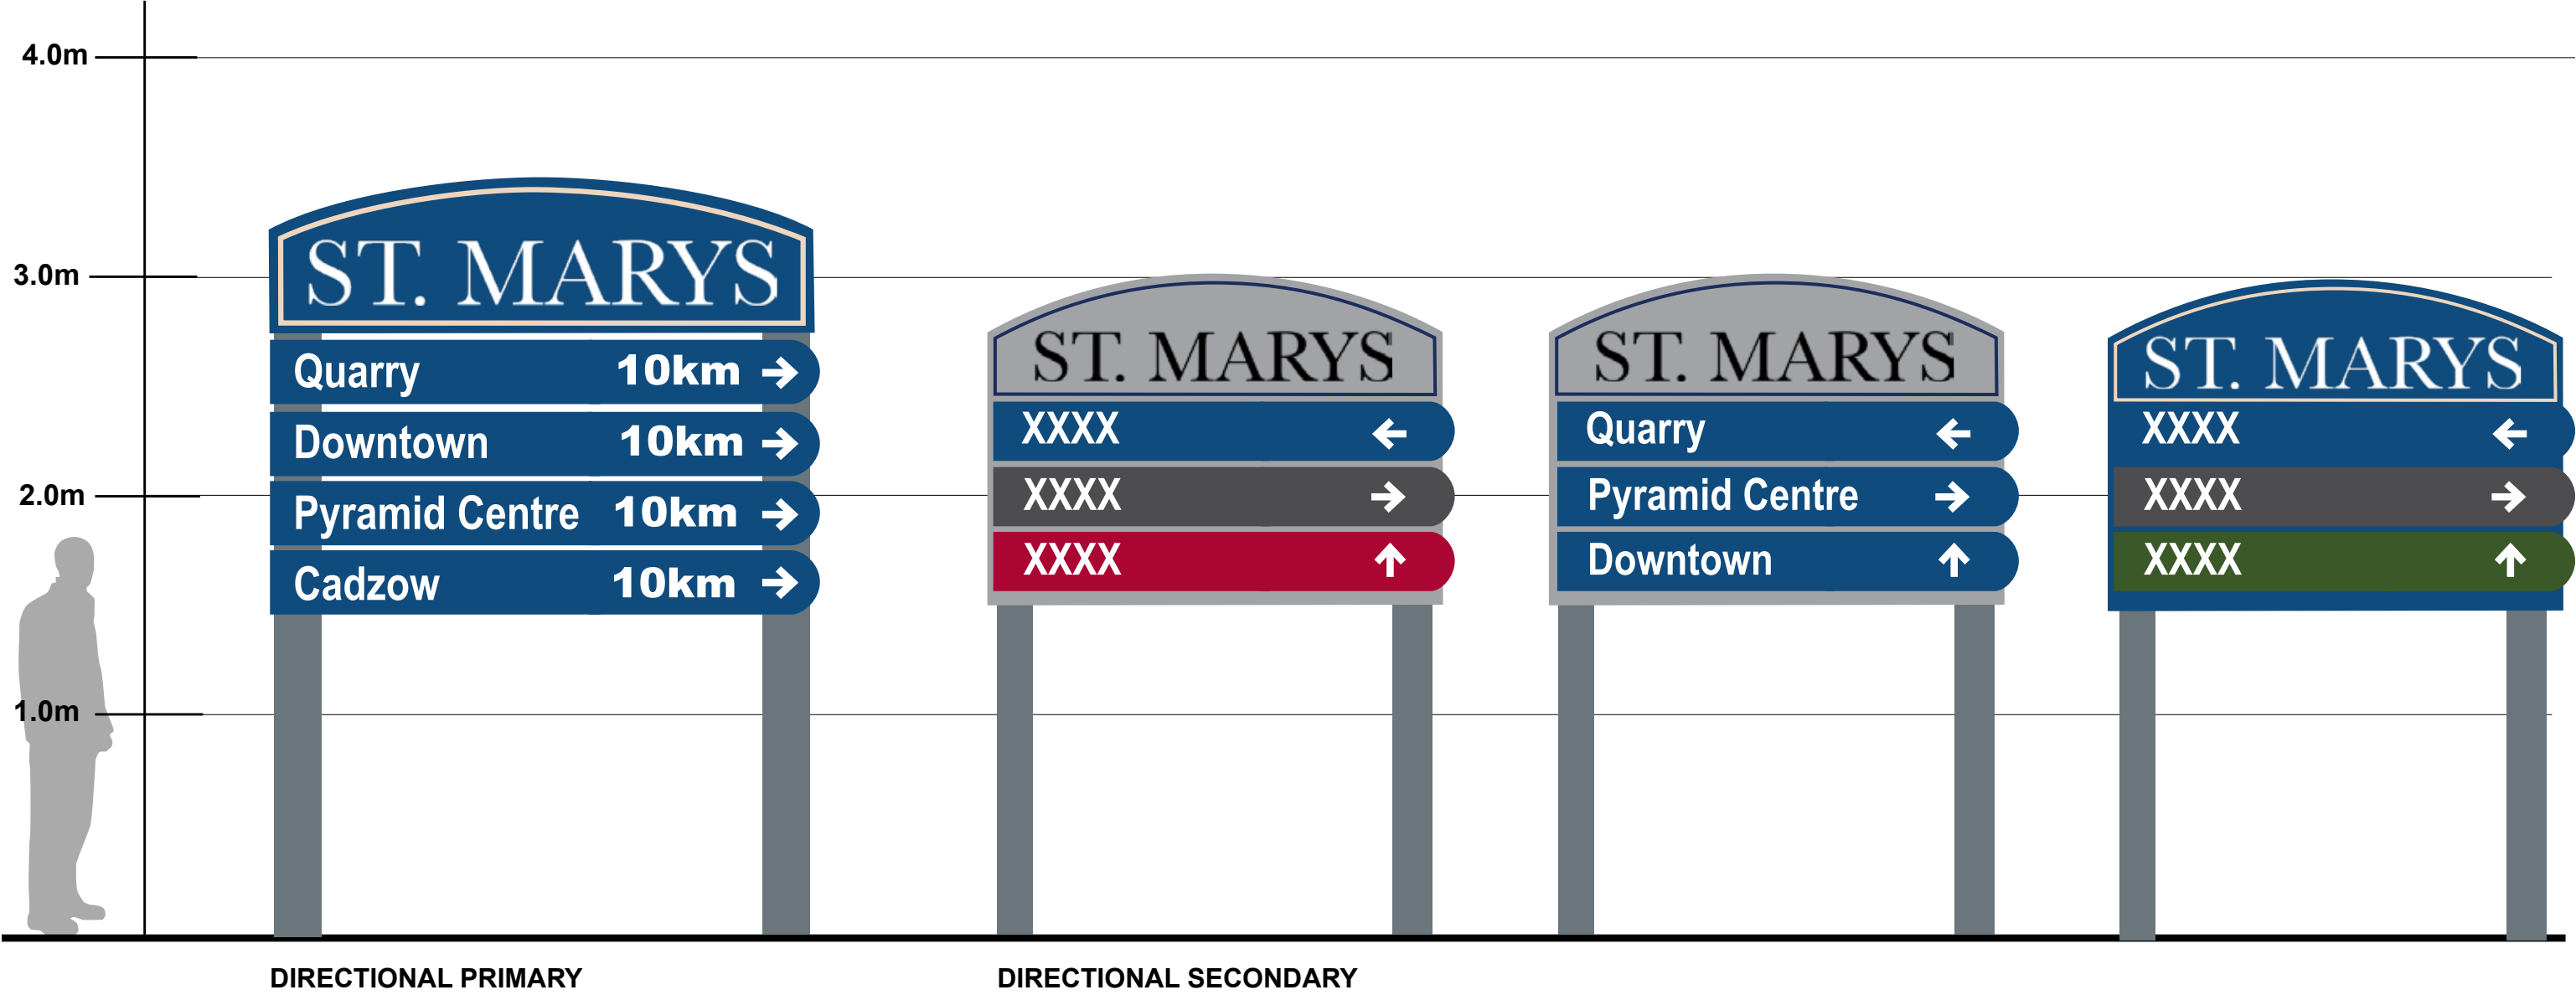 4.0m
3.0m
2.0m
1.0m
ST. MARYS
Quarry 10km →
Downtown 10km →
Pyramid Centre 10km →
Cadzow 10km →
DIRECTIONAL PRIMARY
ST. MARYS
XXXX ←
XXXX →
XXXX ↑
DIRECTIONAL SECONDARY
ST. MARYS
Quarry ←
Pyramid Centre →
Downtown ↑
ST. MARYS
XXXX ←
XXXX →
XXXX ↑